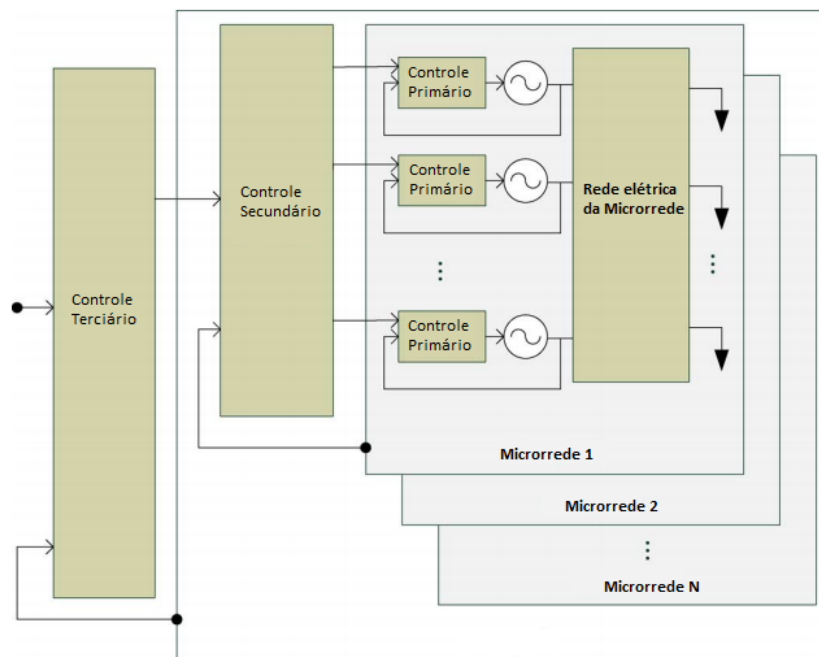 Controle
Terciário
Controle
Secundário
Controle
Primário
Controle
Primário
Controle
Primário
Rede elétrica
da Microrrede
Microrrede 1
Microrrede 2
Microrrede N